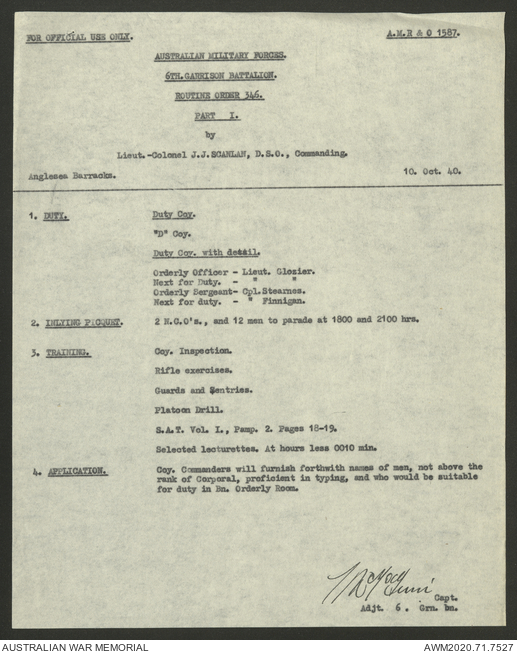 FOR OFFICIAL USE ONLY.
A.M.R & O 1587.
AUSTRALIAN MILITARY FORCES.
6TH.GARRISON BATTALION.
ROUTINE ORDER 346.
PART I.
by
Lieut.-Colonel J.J.SCANLAN, D.S.O., Commanding.
Anglesea Barracks.
10. Oct. 40.
1. DUTY. Duty Coy.
"D" Coy.
Duty Coy. with detail.
Orderly Officer - Lieut. Glozier.
Next for Duty. - " "
Orderly Sergeant- Cpl.Stearnes.
Next for duty. - " Finnigan.
2. INLYING PICQUET. 2 N.C.O's., and 12 men to parade at 1800 and 2100 hrs.
3. TRAINING. Coy. Inspection.
Rifle exercises.
Guards and Sentries.
Platoon Drill.
S.A.T. Vol. I., Pamp. 2. Pages 18-19.
Selected lecturettes. At hours less 0010 min.
4. APPLICATION. Coy. Commanders will furnish forthwith names of men, not above the
rank of Corporal, proficient in typing, and who would be suitable
for duty in Bn. Orderly Room.
Capt.
Adjt. 6. Grn. bn.
AUSTRALIAN WAR MEMORIAL
AWM2020.71.7527